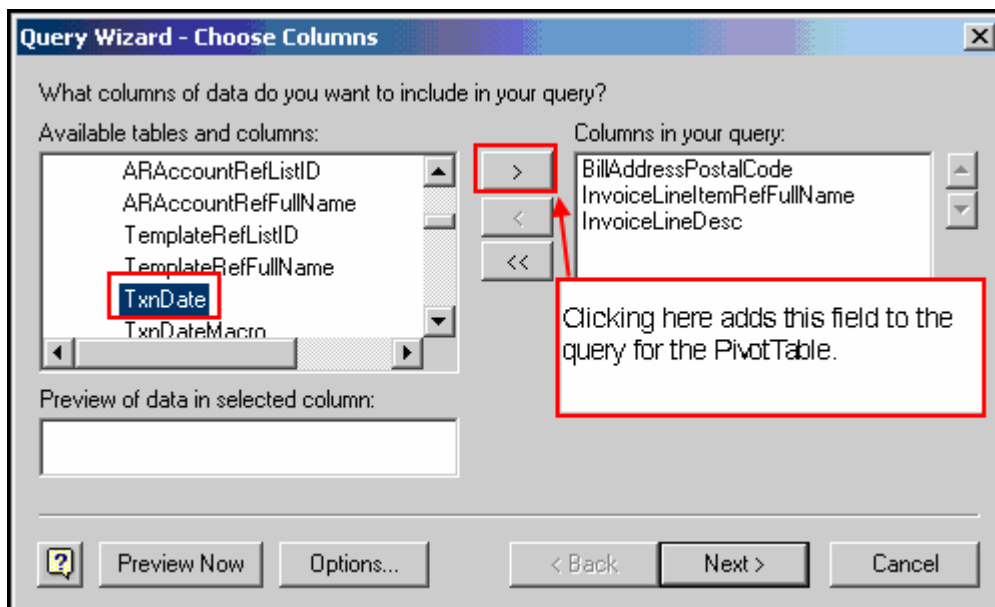 Query Wizard - Choose Columns
What columns of data do you want to include in your query?
Available tables and columns:
Columns in your query:
ARAccountRefListID
ARAccountRefFullName
TemplateRefListID
TemplateRefFullName
TxnDate
TxnDateMacro
>
<
<<
BillAddressPostalCode
InvoiceLineItemRefFullName
InvoiceLineDesc
Clicking here adds this field to the
query for the PivotTable.
Preview of data in selected column:
?
Preview Now
Options...
< Back
Next >
Cancel